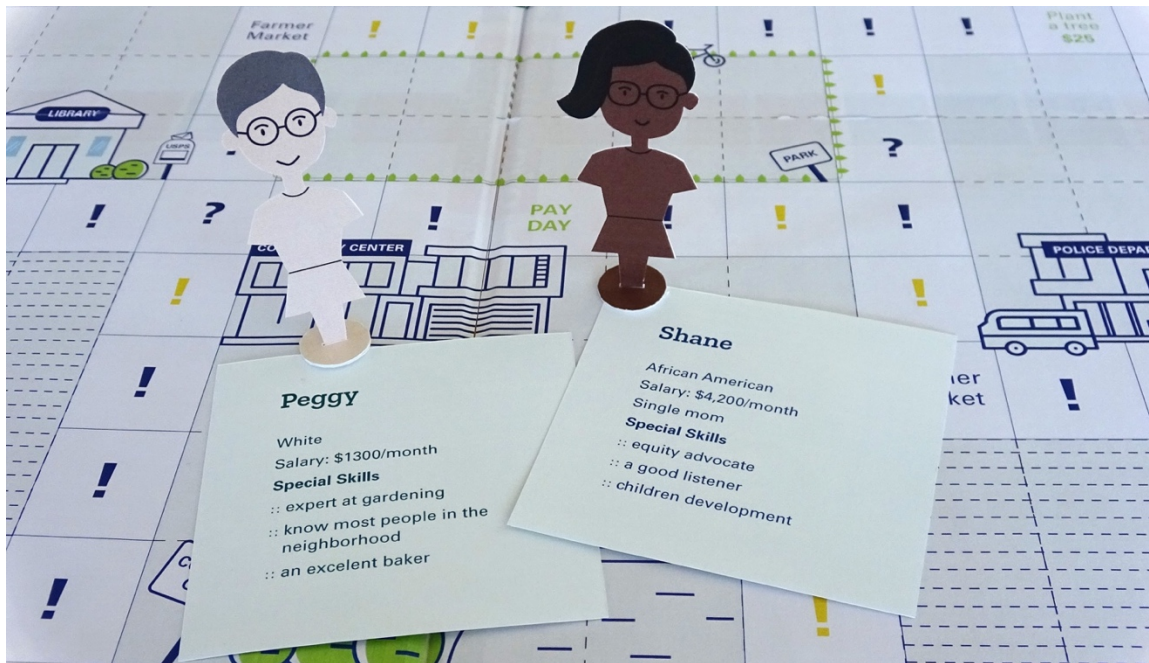 Farmer
Market
!
!
!
!
!
!
Plant
a tree
$25
LIBRARY
USPS
!
?
PARK
!
?
!
PAY
DAY
!
!
!
CENTER
POLICE
!
!
!
ket
!
!
!
!
Peggy
White
Salary: $1300/month
Special Skills
:: expert at gardening
:: know most people in the
neighborhood
:: an excelent baker
Shane
African American
Salary: $4,200/month
Single mom
Special Skills
:: equity advocate
:: a good listener
:: children development